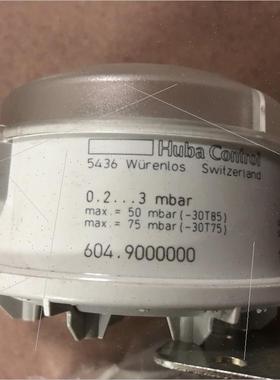 Huba Control
5436 Würenlos Switzerland
0.2...3 mbar
max.= 50 mbar(-30T85)
max.= 75 mbar(-30T75)
604.9000000